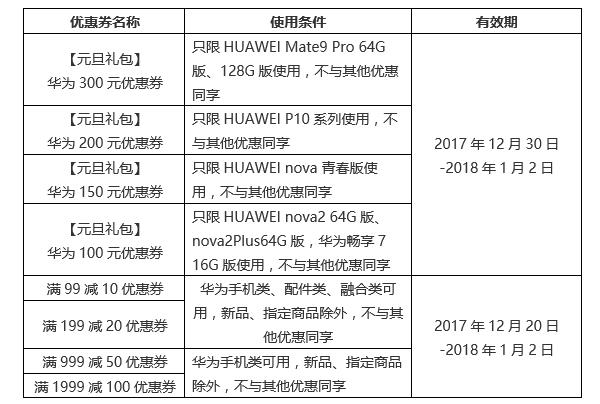 优惠券名称
使用条件
有效期
【元旦礼包】
华为 300 元优惠券
只限 HUAWEI Mate9 Pro 64G
版、128G 版使用，不与其他优惠
同享
【元旦礼包】
华为 200 元优惠券
只限 HUAWEI P10 系列使用，不
与其他优惠同享
【元旦礼包】
华为 150 元优惠券
只限 HUAWEI nova 青春版使
用，不与其他优惠同享
【元旦礼包】
华为 100 元优惠券
只限 HUAWEI nova2 64G 版、
nova2Plus64G 版，华为畅享 7
16G 版使用，不与其他优惠同享
2017 年 12 月 30 日
-2018 年 1 月 2 日
满 99 减 10 优惠券
满 199 减 20 优惠券
华为手机类、配件类、融合类可
用，新品、指定商品除外，不与其
他优惠同享
满 999 减 50 优惠券
满 1999 减 100 优惠券
华为手机类可用，新品、指定商品
除外，不与其他优惠同享
2017 年 12 月 20 日
-2018 年 1 月 2 日